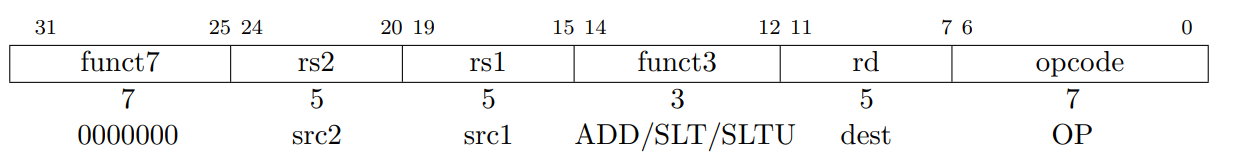 31 25 24 20 19 15 14 12 11 7 6 0
funct7 rs2 rs1 funct3 rd opcode
7 5 5 3 5 7
0000000 src2 src1 ADD/SLT/SLTU dest OP